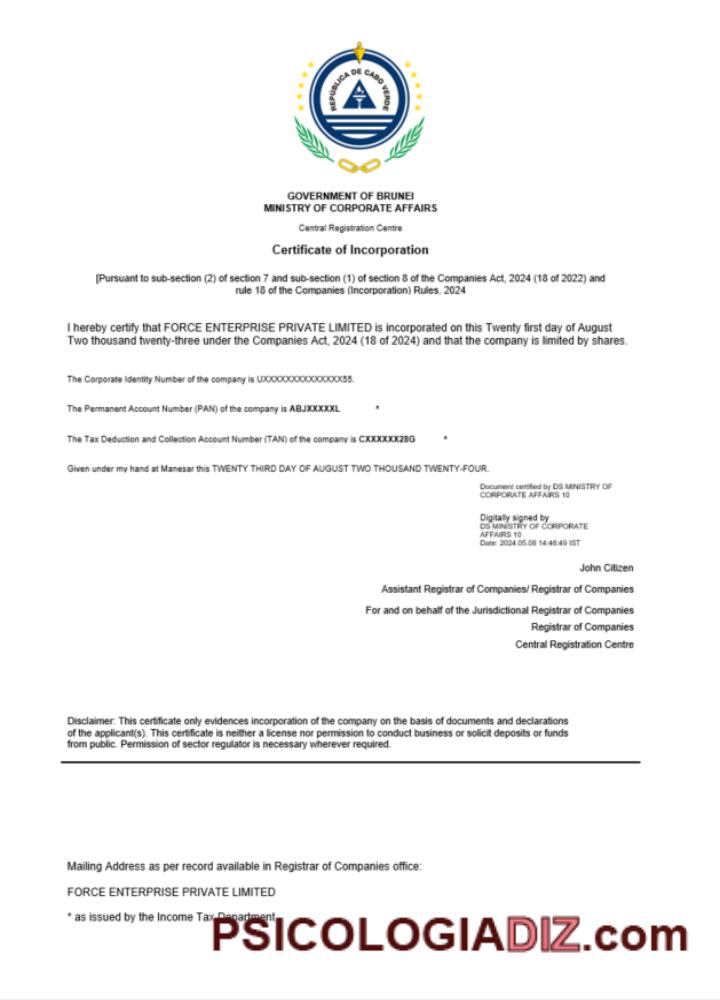 REPÚBLICA DE CABO VERDE
GOVERNMENT OF BRUNEI
MINISTRY OF CORPORATE AFFAIRS
Central Registration Centre
Certificate of Incorporation
[Pursuant to sub-section (2) of section 7 and sub-section (1) of section 8 of the Companies Act, 2024 (18 of 2022) and
rule 18 of the Companies (Incorporation) Rules, 2024
I hereby certify that FORCE ENTERPRISE PRIVATE LIMITED is incorporated on this Twenty first day of August
Two thousand twenty-three under the Companies Act, 2024 (18 of 2024) and that the company is limited by shares.
The Corporate Identity Number of the company is UXXXXXXXXXXXXXXX55.
The Permanent Account Number (PAN) of the company is ABJXXXXXL *
The Tax Deduction and Collection Account Number (TAN) of the company is CXXXXXX28G *
Given under my hand at Manesar this TWENTY THIRD DAY OF AUGUST TWO THOUSAND TWENTY-FOUR.
Document certified by DS MINISTRY OF
CORPORATE AFFAIRS 10
Digitally signed by
DS MINISTRY OF CORPORATE
AFFAIRS 10
Date: 2024.05.08 14:46:49 IST
John Citizen
Assistant Registrar of Companies/ Registrar of Companies
For and on behalf of the Jurisdictional Registrar of Companies
Registrar of Companies
Central Registration Centre
Disclaimer: This certificate only evidences incorporation of the company on the basis of documents and declarations
of the applicant(s). This certificate is neither a license nor permission to conduct business or solicit deposits or funds
from public. Permission of sector regulator is necessary wherever required.
Mailing Address as per record available in Registrar of Companies office:
FORCE ENTERPRISE PRIVATE LIMITED
* as issued by the Income Tax Department
PSICOLOGIADIZ.com